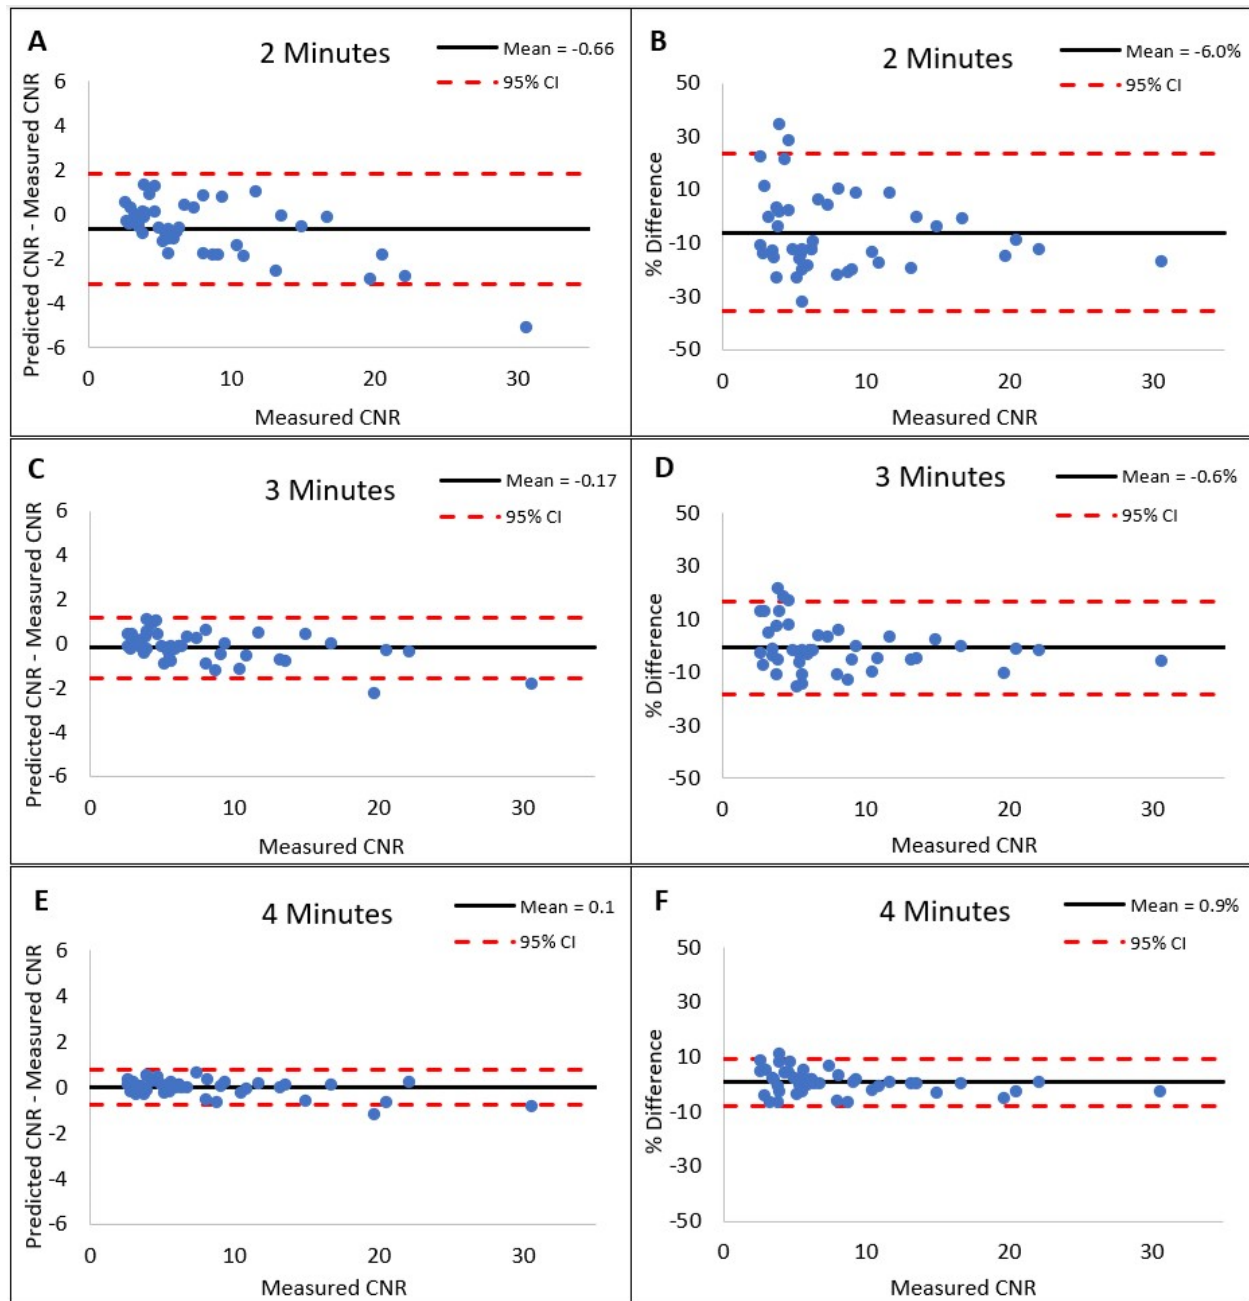 A
2 Minutes
Mean = -0.66
95% CI
Predicted CNR - Measured CNR
6
4
2
0
-2
-4
-6
0 10 20 30
Measured CNR
B
2 Minutes
Mean = -6.0%
95% CI
% Difference
50
30
10
-10
-30
-50
0 10 20 30
Measured CNR
C
3 Minutes
Mean = -0.17
95% CI
Predicted CNR - Measured CNR
6
4
2
0
-2
-4
-6
0 10 20 30
Measured CNR
D
3 Minutes
Mean = -0.6%
95% CI
% Difference
50
30
10
-10
-30
-50
0 10 20 30
Measured CNR
E
4 Minutes
Mean = 0.1
95% CI
Predicted CNR - Measured CNR
6
4
2
0
-2
-4
-6
0 10 20 30
Measured CNR
F
4 Minutes
Mean = 0.9%
95% CI
% Difference
50
30
10
-10
-30
-50
0 10 20 30
Measured CNR